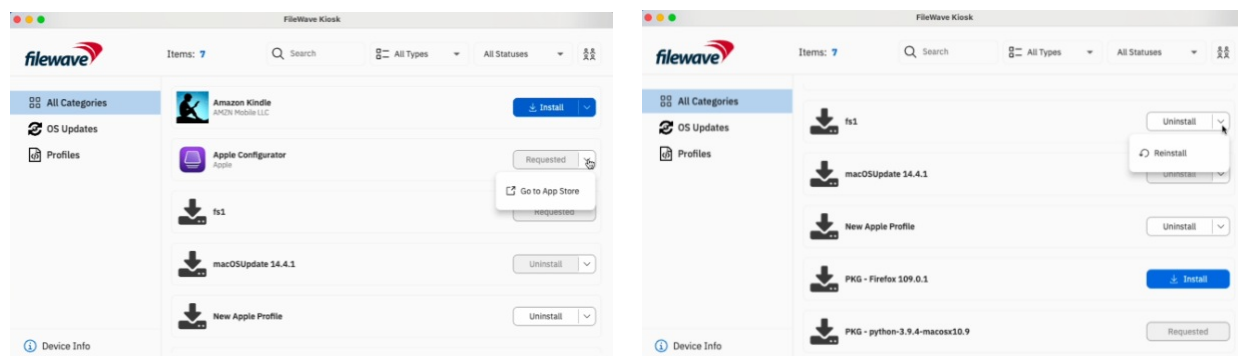 FileWave Kiosk
filewave
Items: 7
Search
All Types
All Statuses
All Categories
OS Updates
Profiles
Device Info
Amazon Kindle
AMZN Mobile LLC
Install
Apple Configurator
Apple
Requested
Go to App Store
fs1
Requested
macOSUpdate 14.4.1
Uninstall
New Apple Profile
Uninstall
FileWave Kiosk
filewave
Items: 7
Search
All Types
All Statuses
All Categories
OS Updates
Profiles
Device Info
fs1
Uninstall
Reinstall
macOSUpdate 14.4.1
Uninstall
New Apple Profile
Uninstall
PKG - Firefox 109.0.1
Install
PKG - python-3.9.4-macosx10.9
Requested